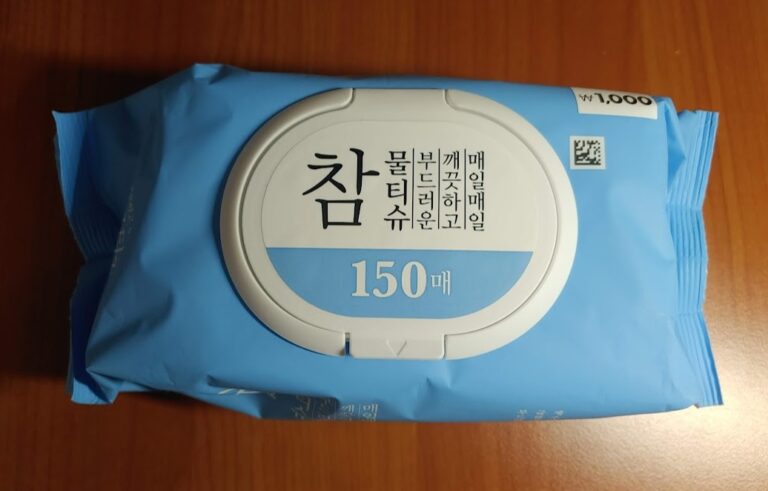 ₩1,000
매일매일
깨끗하고
부드러운
물티슈
참
150매